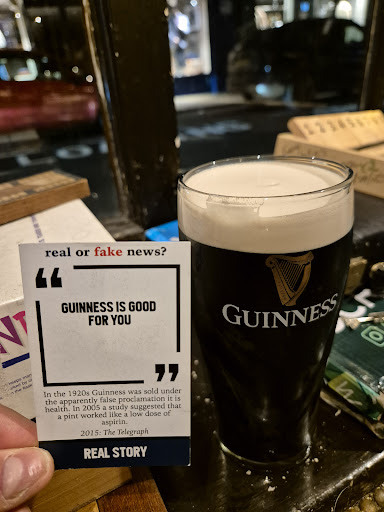 real or fake news?
“
GUINNESS IS GOOD
FOR YOU
”
In the 1920s Guinness was sold under
the apparently false proclamation it is
health. In 2005 a study suggested that
a pint worked like a low dose of
aspirin.
2015: The Telegraph
REAL STORY
GUINNESS